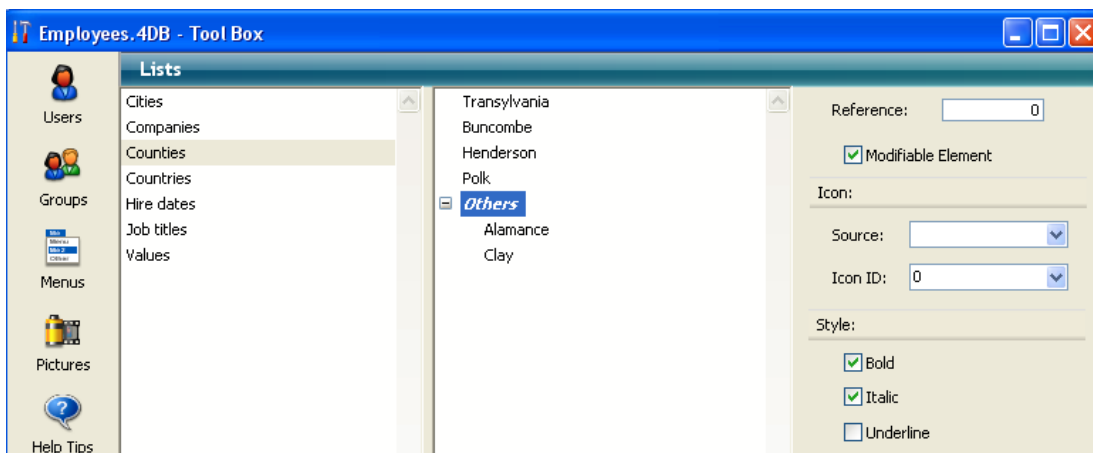 Employees.4DB - Tool Box
Lists
Users
Groups
Menus
Pictures
Help Tips
Cities
Companies
Counties
Countries
Hire dates
Job titles
Values
Transylvania
Buncombe
Henderson
Polk
Others
Alamance
Clay
Reference: 0
Modifiable Element
Icon:
Source:
Icon ID: 0
Style:
Bold
Italic
Underline